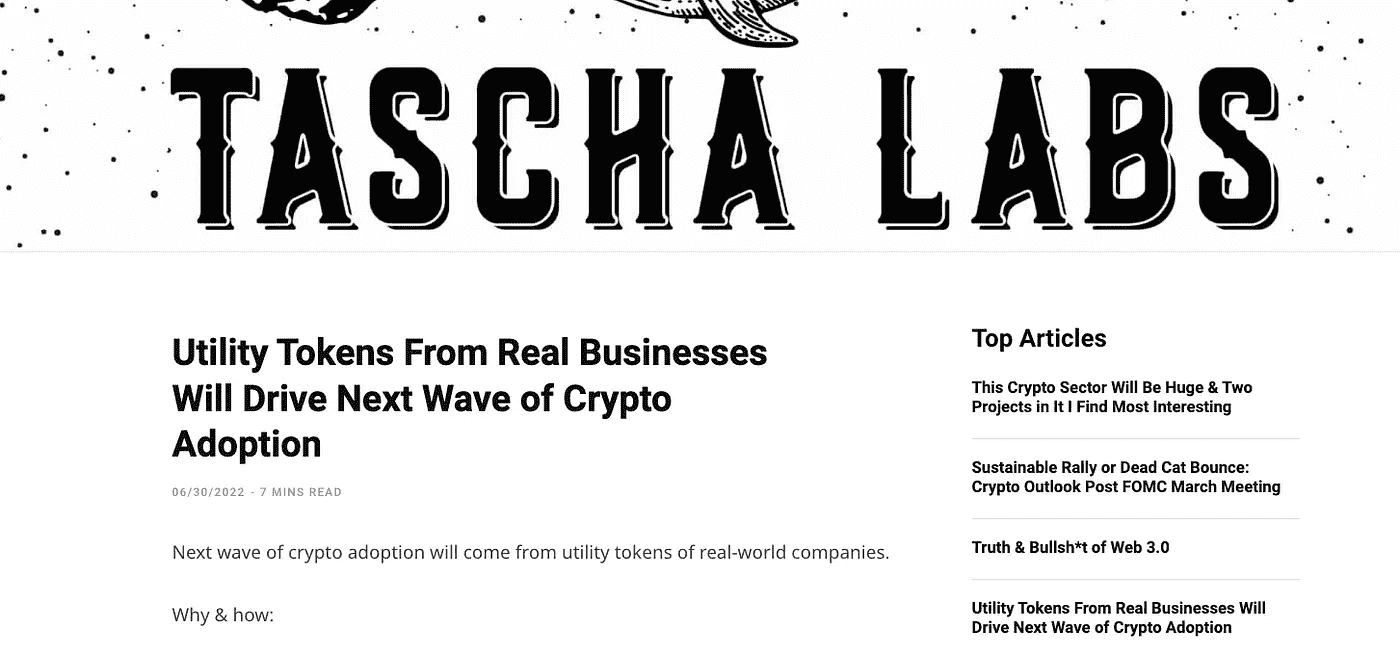 TASCHA LABS
Utility Tokens From Real Businesses
Will Drive Next Wave of Crypto
Adoption
06/30/2022 - 7 MINS READ
Next wave of crypto adoption will come from utility tokens of real-world companies.
Why & how:
Top Articles
This Crypto Sector Will Be Huge & Two
Projects in It I Find Most Interesting
Sustainable Rally or Dead Cat Bounce:
Crypto Outlook Post FOMC March Meeting
Truth & Bullsh*t of Web 3.0
Utility Tokens From Real Businesses Will
Drive Next Wave of Crypto Adoption